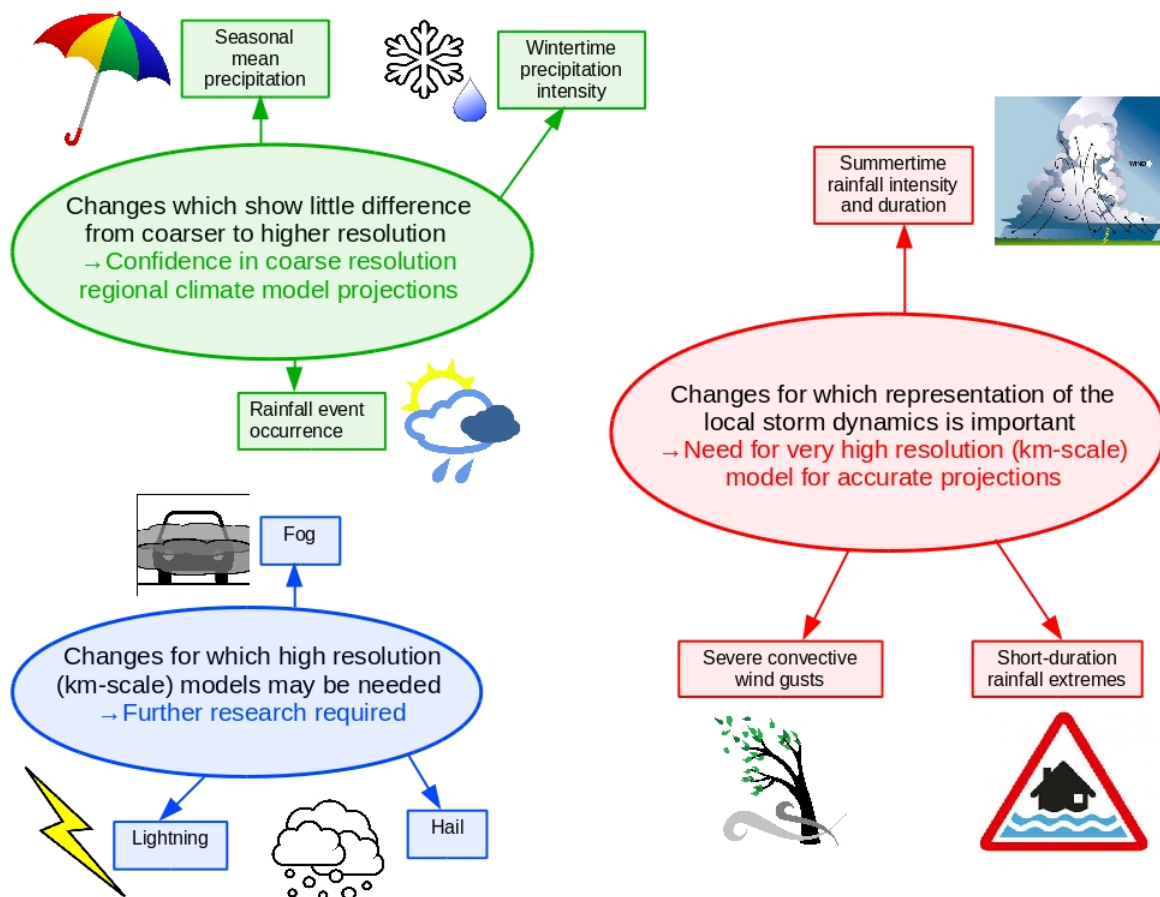 Seasonal
mean
precipitation
Wintertime
precipitation
intensity
Changes which show little difference
from coarser to higher resolution
→Confidence in coarse resolution
regional climate model projections
Rainfall event
occurrence
Summertime
rainfall intensity
and duration
WIND
Changes for which representation of the
local storm dynamics is important
→Need for very high resolution (km-scale)
model for accurate projections
Severe convective
wind gusts
Short-duration
rainfall extremes
Fog
Changes for which high resolution
(km-scale) models may be needed
→Further research required
Lightning
Hail